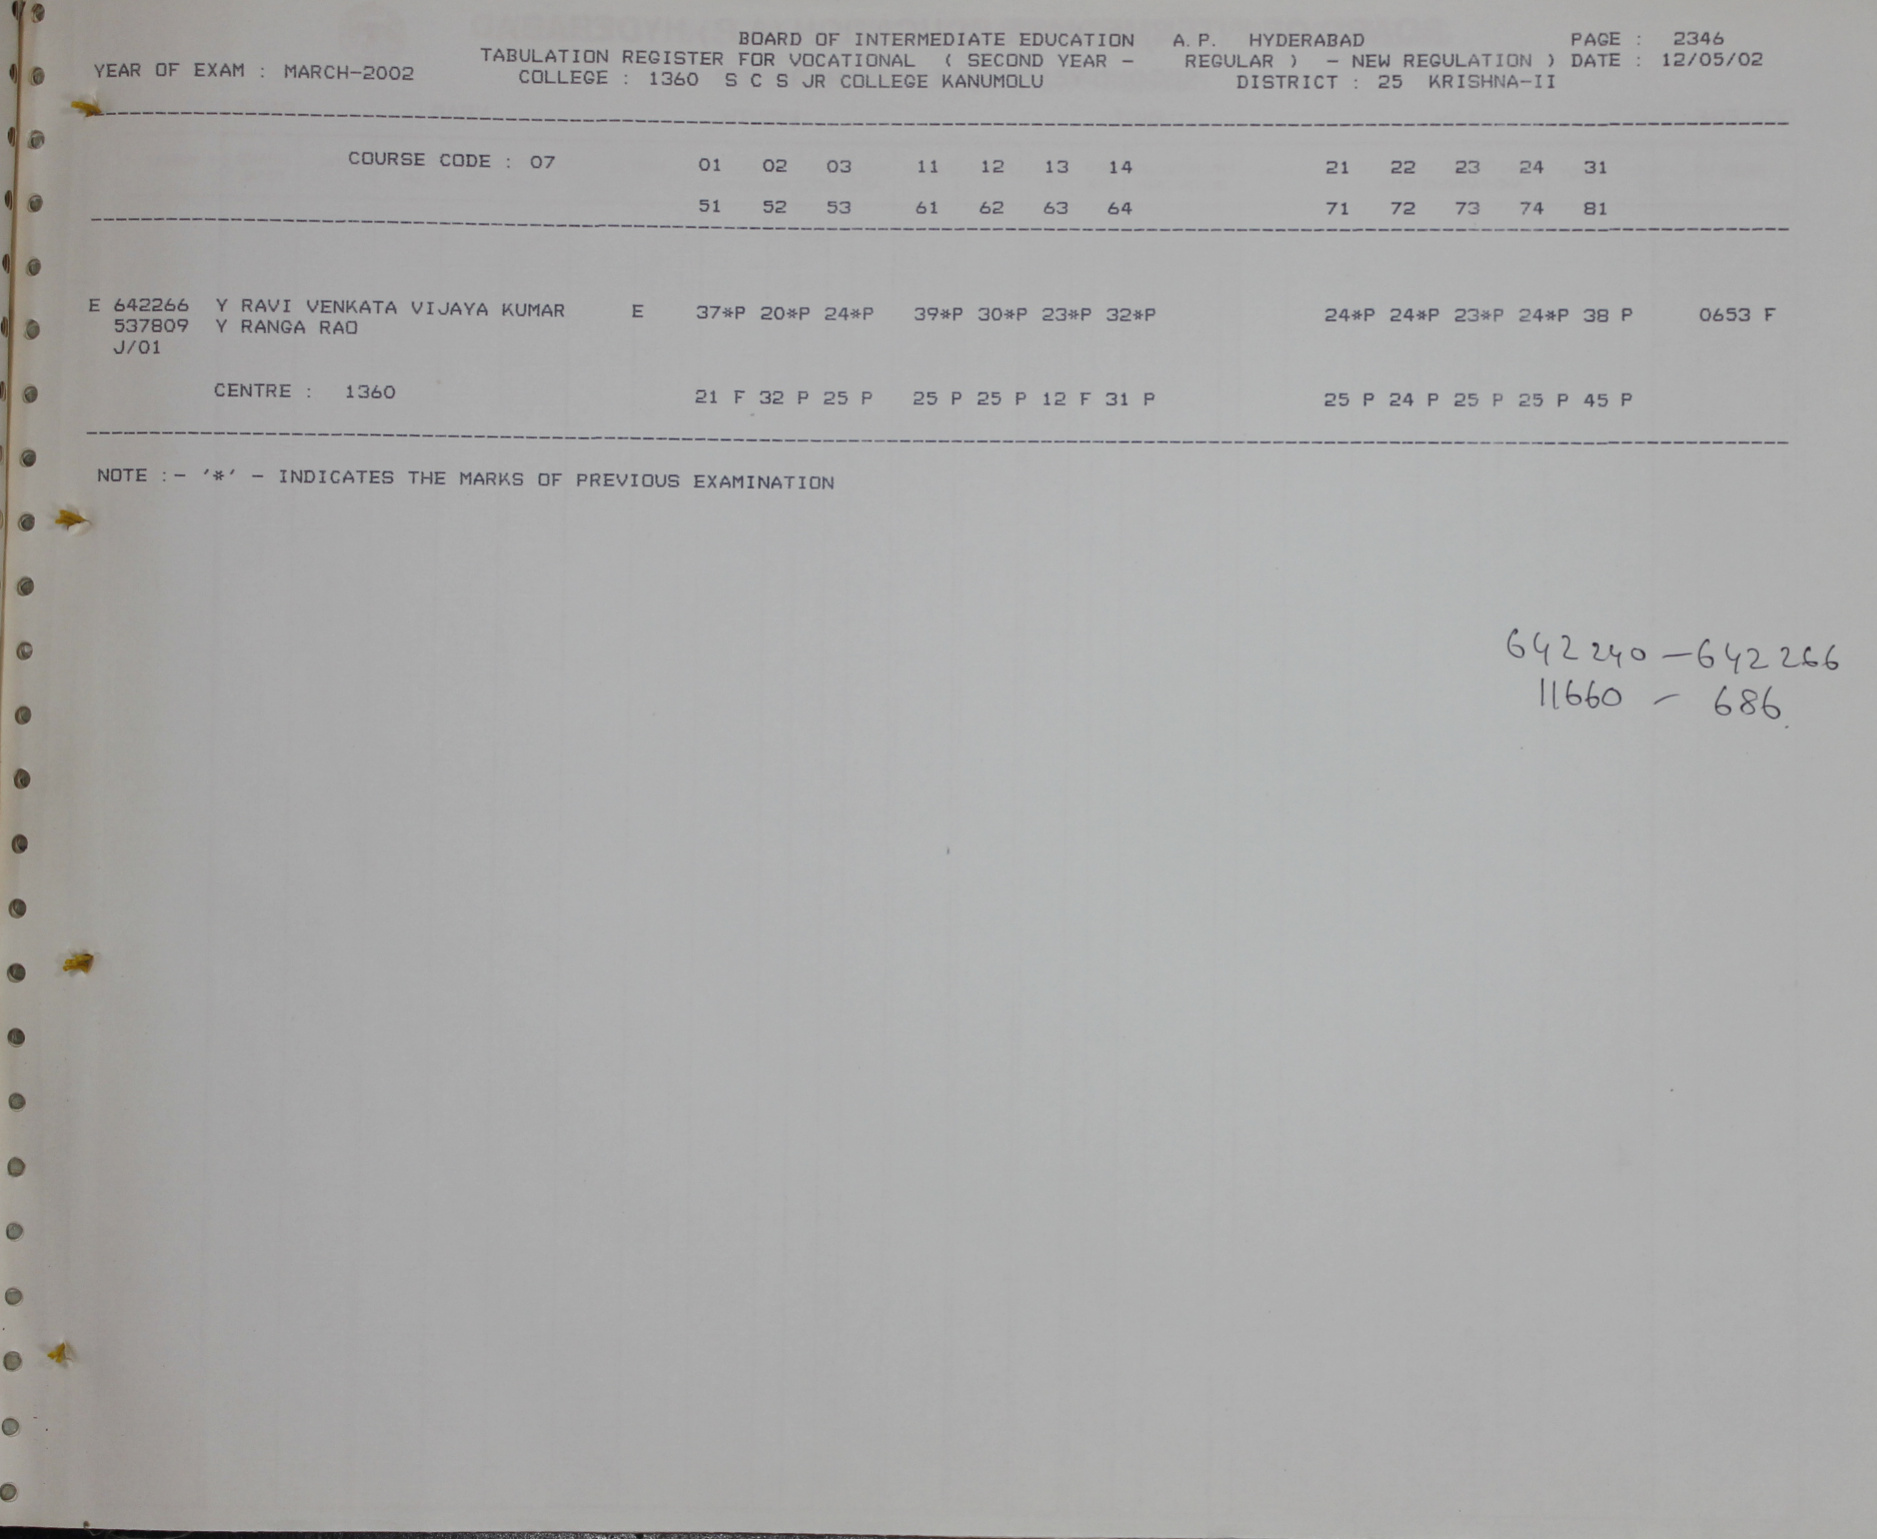 BOARD OF INTERMEDIATE EDUCATION A.P. HYDERABAD PAGE : 2346
TABULATION REGISTER FOR VOCATIONAL ( SECOND YEAR - REGULAR ) - NEW REGULATION ) DATE : 12/05/02
YEAR OF EXAM : MARCH-2002 COLLEGE : 1360 S C S JR COLLEGE KANUMOLU DISTRICT : 25 KRISHNA-II
COURSE CODE : 07 01 02 03 11 12 13 14 21 22 23 24 31
51 52 53 61 62 63 64 71 72 73 74 81
E 642266 Y RAVI VENKATA VIJAYA KUMAR E 37*P 20*P 24*P 39*P 30*P 23*P 32*P 24*P 24*P 23*P 24*P 38 P 0653 F
537809 Y RANGA RAO
J/01
CENTRE : 1360 21 F 32 P 25 P 25 P 25 P 12 F 31 P 25 P 24 P 25 P 25 P 45 P
NOTE :- '*' - INDICATES THE MARKS OF PREVIOUS EXAMINATION
642240 - 642266
11660 - 686